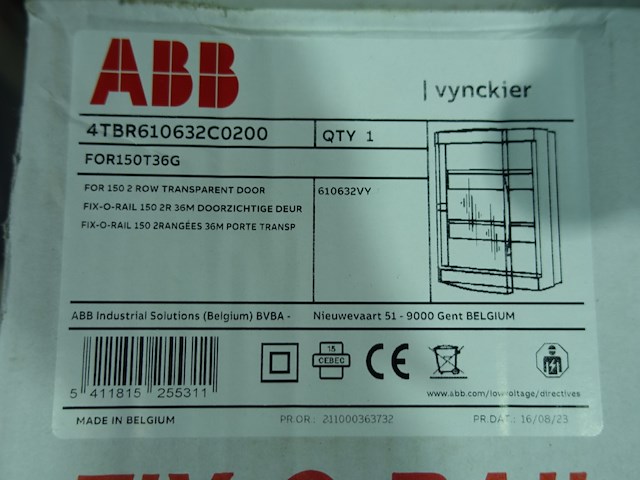 ABB
| vynckier
4TBR610632C0200
QTY 1
FOR150T36G
FOR 150 2 ROW TRANSPARENT DOOR
610632VY
FIX-O-RAIL 150 2R 36M DOORZICHTIGE DEUR
FIX-O-RAIL 150 2RANGÉES 36M PORTE TRANSP
ABB Industrial Solutions (Belgium) BVBA - Nieuwevaart 51 - 9000 Gent BELGIUM
15
CEBEC
CE
5 411815 255311
www.abb.com/lowvoltage/directives
MADE IN BELGIUM
PR.OR.: 211000363732
PR.DAT.: 16/08/23
FIX-O-RAIL